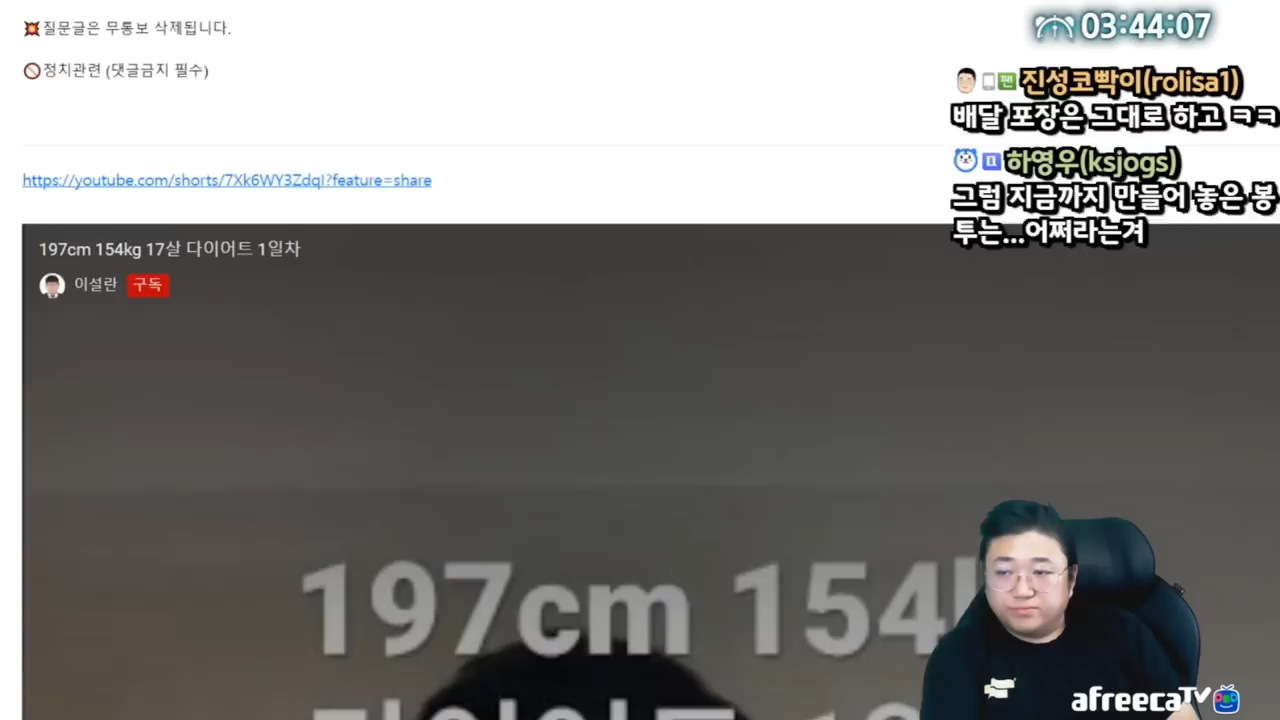 💥질문글은 무통보 삭제됩니다.
🚫정치관련 (댓글금지 필수)
https://youtube.com/shorts/7Xk6WY3ZdqI?feature=share
197cm 154kg 17살 다이어트 1일차
이설란 구독
197cm 154
03:44:07
팬 진성코빡이(rolisa1)
배달 포장은 그대로 하고 ㅋㅋ
하영우(ksjogs)
그럼 지금까지 만들어 놓은 봉
투는...어쩌라는겨
afreecaTV